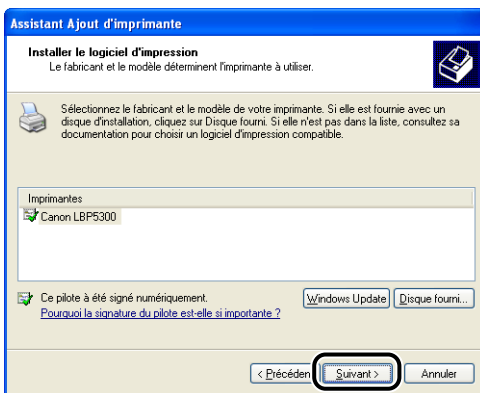 Assistant Ajout d'imprimante
Installer le logiciel d'impression
Le fabricant et le modèle déterminent l'imprimante à utiliser.
Sélectionnez le fabricant et le modèle de votre imprimante. Si elle est fournie avec un
disque d'installation, cliquez sur Disque fourni. Si elle n'est pas dans la liste, consultez sa
documentation pour choisir un logiciel d'impression compatible.
Imprimantes
Canon LBP5300
Ce pilote à été signé numériquement.
Windows Update Disque fourni...
Pourquoi la signature du pilote est-elle si importante ?
< Précéden Suivant > Annuler